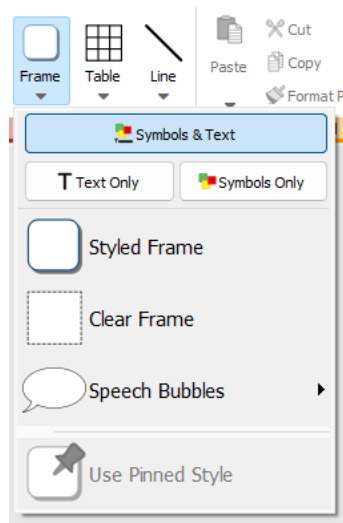 Frame Table Line Paste Cut
Copy
Format P
Symbols & Text
T Text Only Symbols Only
Styled Frame
Clear Frame
Speech Bubbles
Use Pinned Style